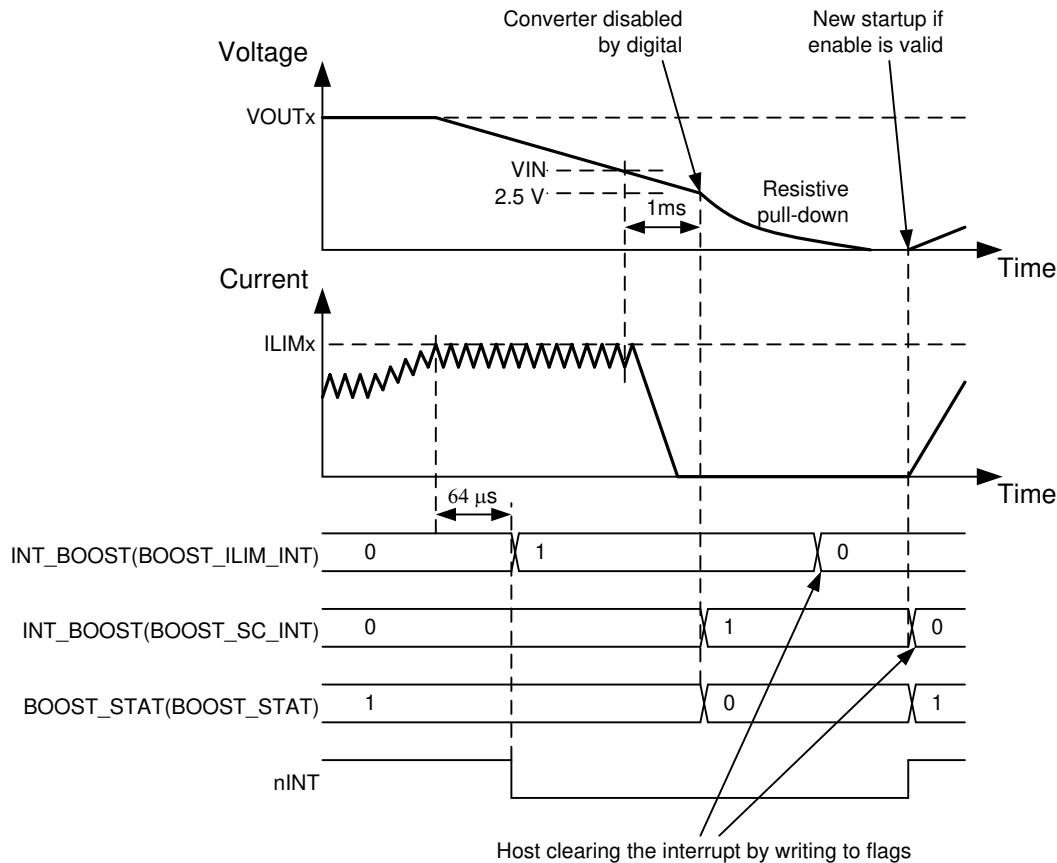 Converter disabled
by digital
New startup if
enable is valid
Voltage
VOUTx
VIN
2.5 V
1ms
Resistive
pull-down
Time
Current
ILIMx
Time
64 μs
INT_BOOST(BOOST_ILIM_INT)
0
1
0
INT_BOOST(BOOST_SC_INT)
0
1
0
BOOST_STAT(BOOST_STAT)
1
0
1
nINT
Host clearing the interrupt by writing to flags